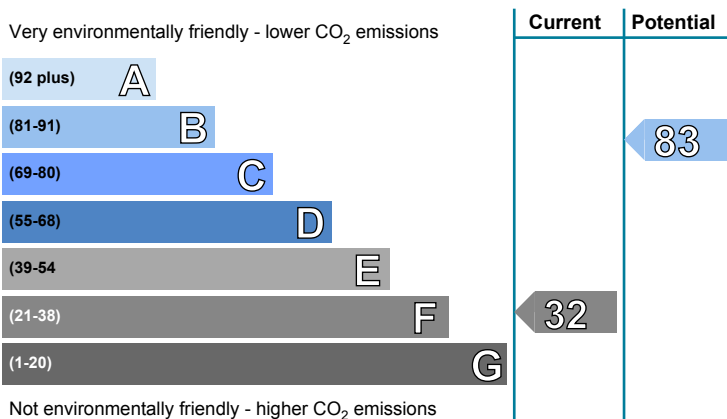 Current Potential
Very environmentally friendly - lower CO2 emissions
(92 plus) A
(81-91) B
83
(69-80) C
(55-68) D
(39-54 E
(21-38) F
32
(1-20) G
Not environmentally friendly - higher CO2 emissions